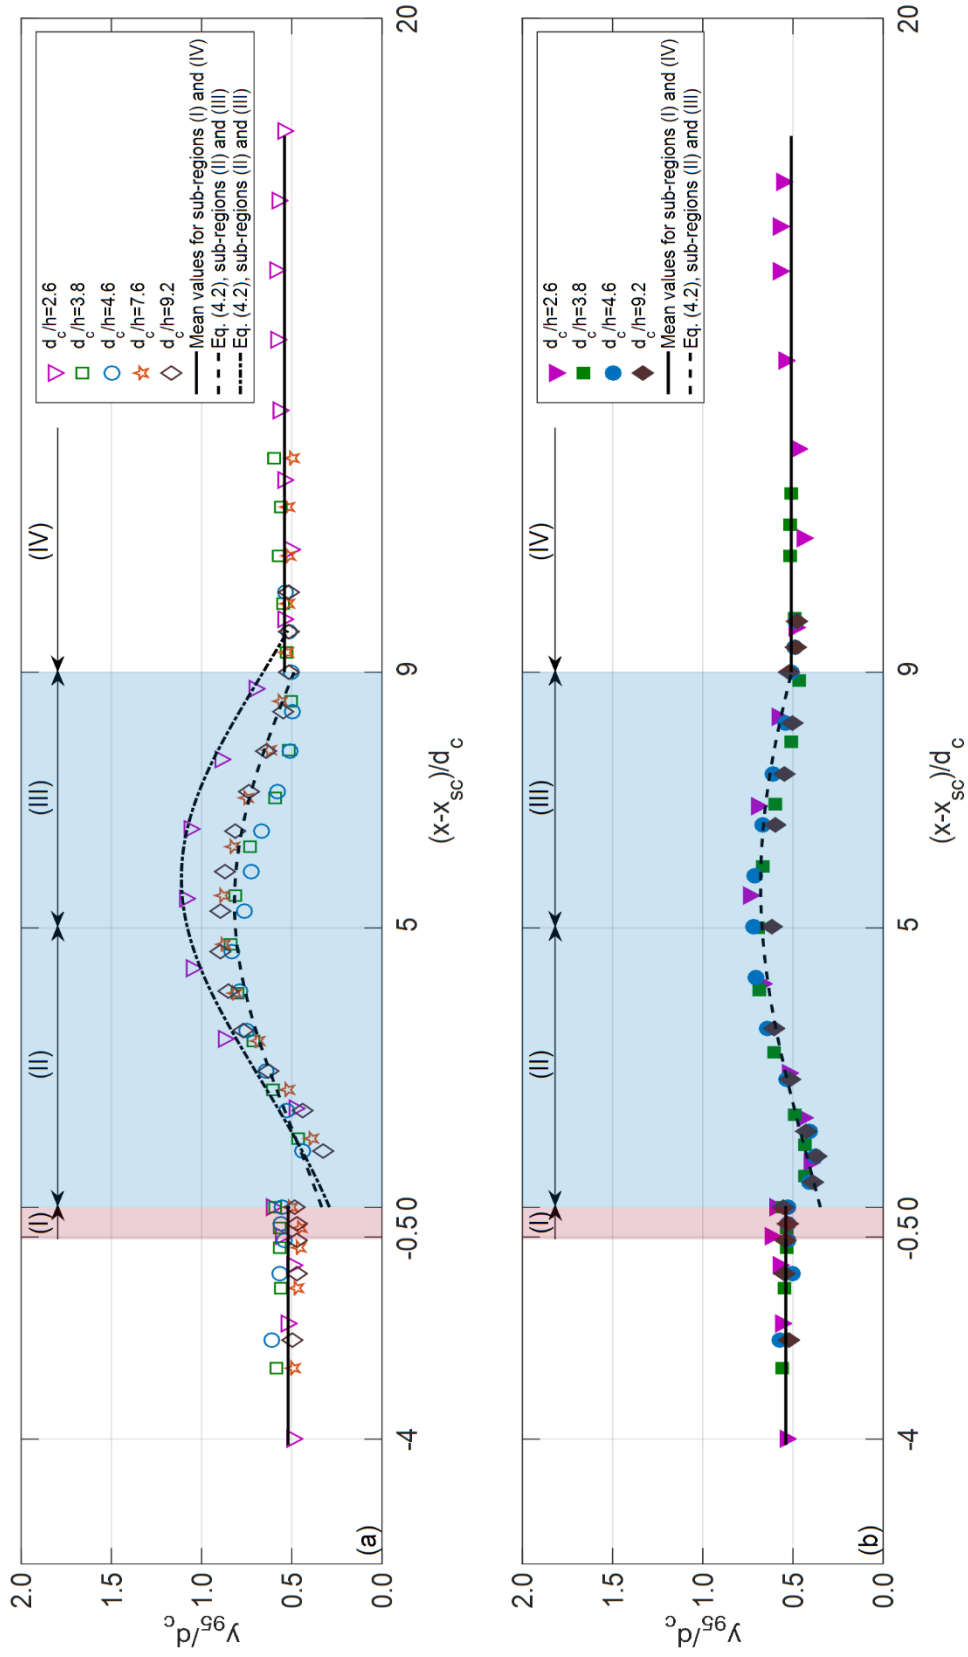 2.0
1.5
1.0
0.5
0.0
y95/dc
(I)
(II)
(III)
(IV)
dc/h=2.6
dc/h=3.8
dc/h=4.6
dc/h=7.6
dc/h=9.2
Mean values for sub-regions (I) and (IV)
Eq. (4.2), sub-regions (II) and (III)
Eq. (4.2), sub-regions (II) and (III)
(a)
-4
-0.5
0
5
9
20
(x-xsc)/dc
2.0
1.5
1.0
0.5
0.0
y95/dc
(I)
(II)
(III)
(IV)
dc/h=2.6
dc/h=3.8
dc/h=4.6
dc/h=9.2
Mean values for sub-regions (I) and (IV)
Eq. (4.2), sub-regions (II) and (III)
(b)
-4
-0.5
0
5
9
20
(x-xsc)/dc